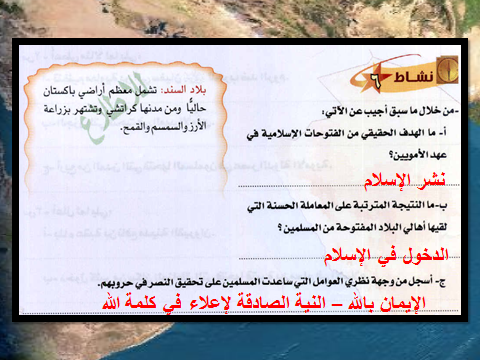 نشاط ٦
-من خلال ما سبق أجيب عن الآتي:
أ- ما الهدف الحقيقي من الفتوحات الإسلامية في
عهد الأمويين؟
نشر الإسلام
ب-ما النتيجة المترتبة على المعاملة الحسنة التي
لقيها أهالي البلاد المفتوحة من المسلمين؟
الدخول في الإسلام
ج- أسجل من وجهة نظري العوامل التي ساعدت المسلمين على تحقيق النصر في حروبهم.
الإيمان بالله – النية الصادقة لإعلاء في كلمة الله
بلاد السند: تشمل معظم أراضي باكستان
حاليًا ومن مدنها كراتشي وتشتهر بزراعة
الأرز والسمسم والقمح.
للاطلاع